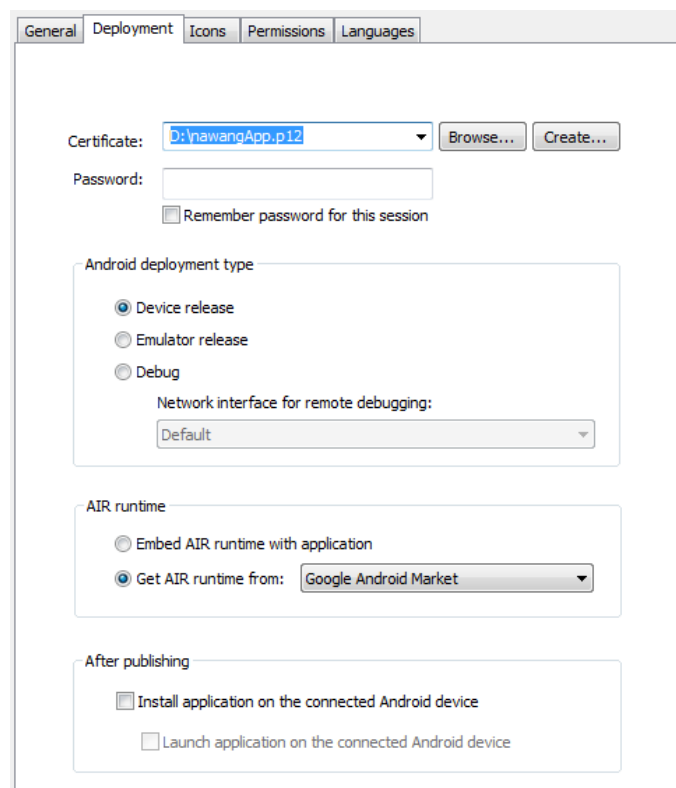 General Deployment Icons Permissions Languages
Certificate: D:\nawangApp.p12 Browse... Create...
Password:
Remember password for this session
Android deployment type
Device release
Emulator release
Debug
Network interface for remote debugging:
Default
AIR runtime
Embed AIR runtime with application
Get AIR runtime from: Google Android Market
After publishing
Install application on the connected Android device
Launch application on the connected Android device